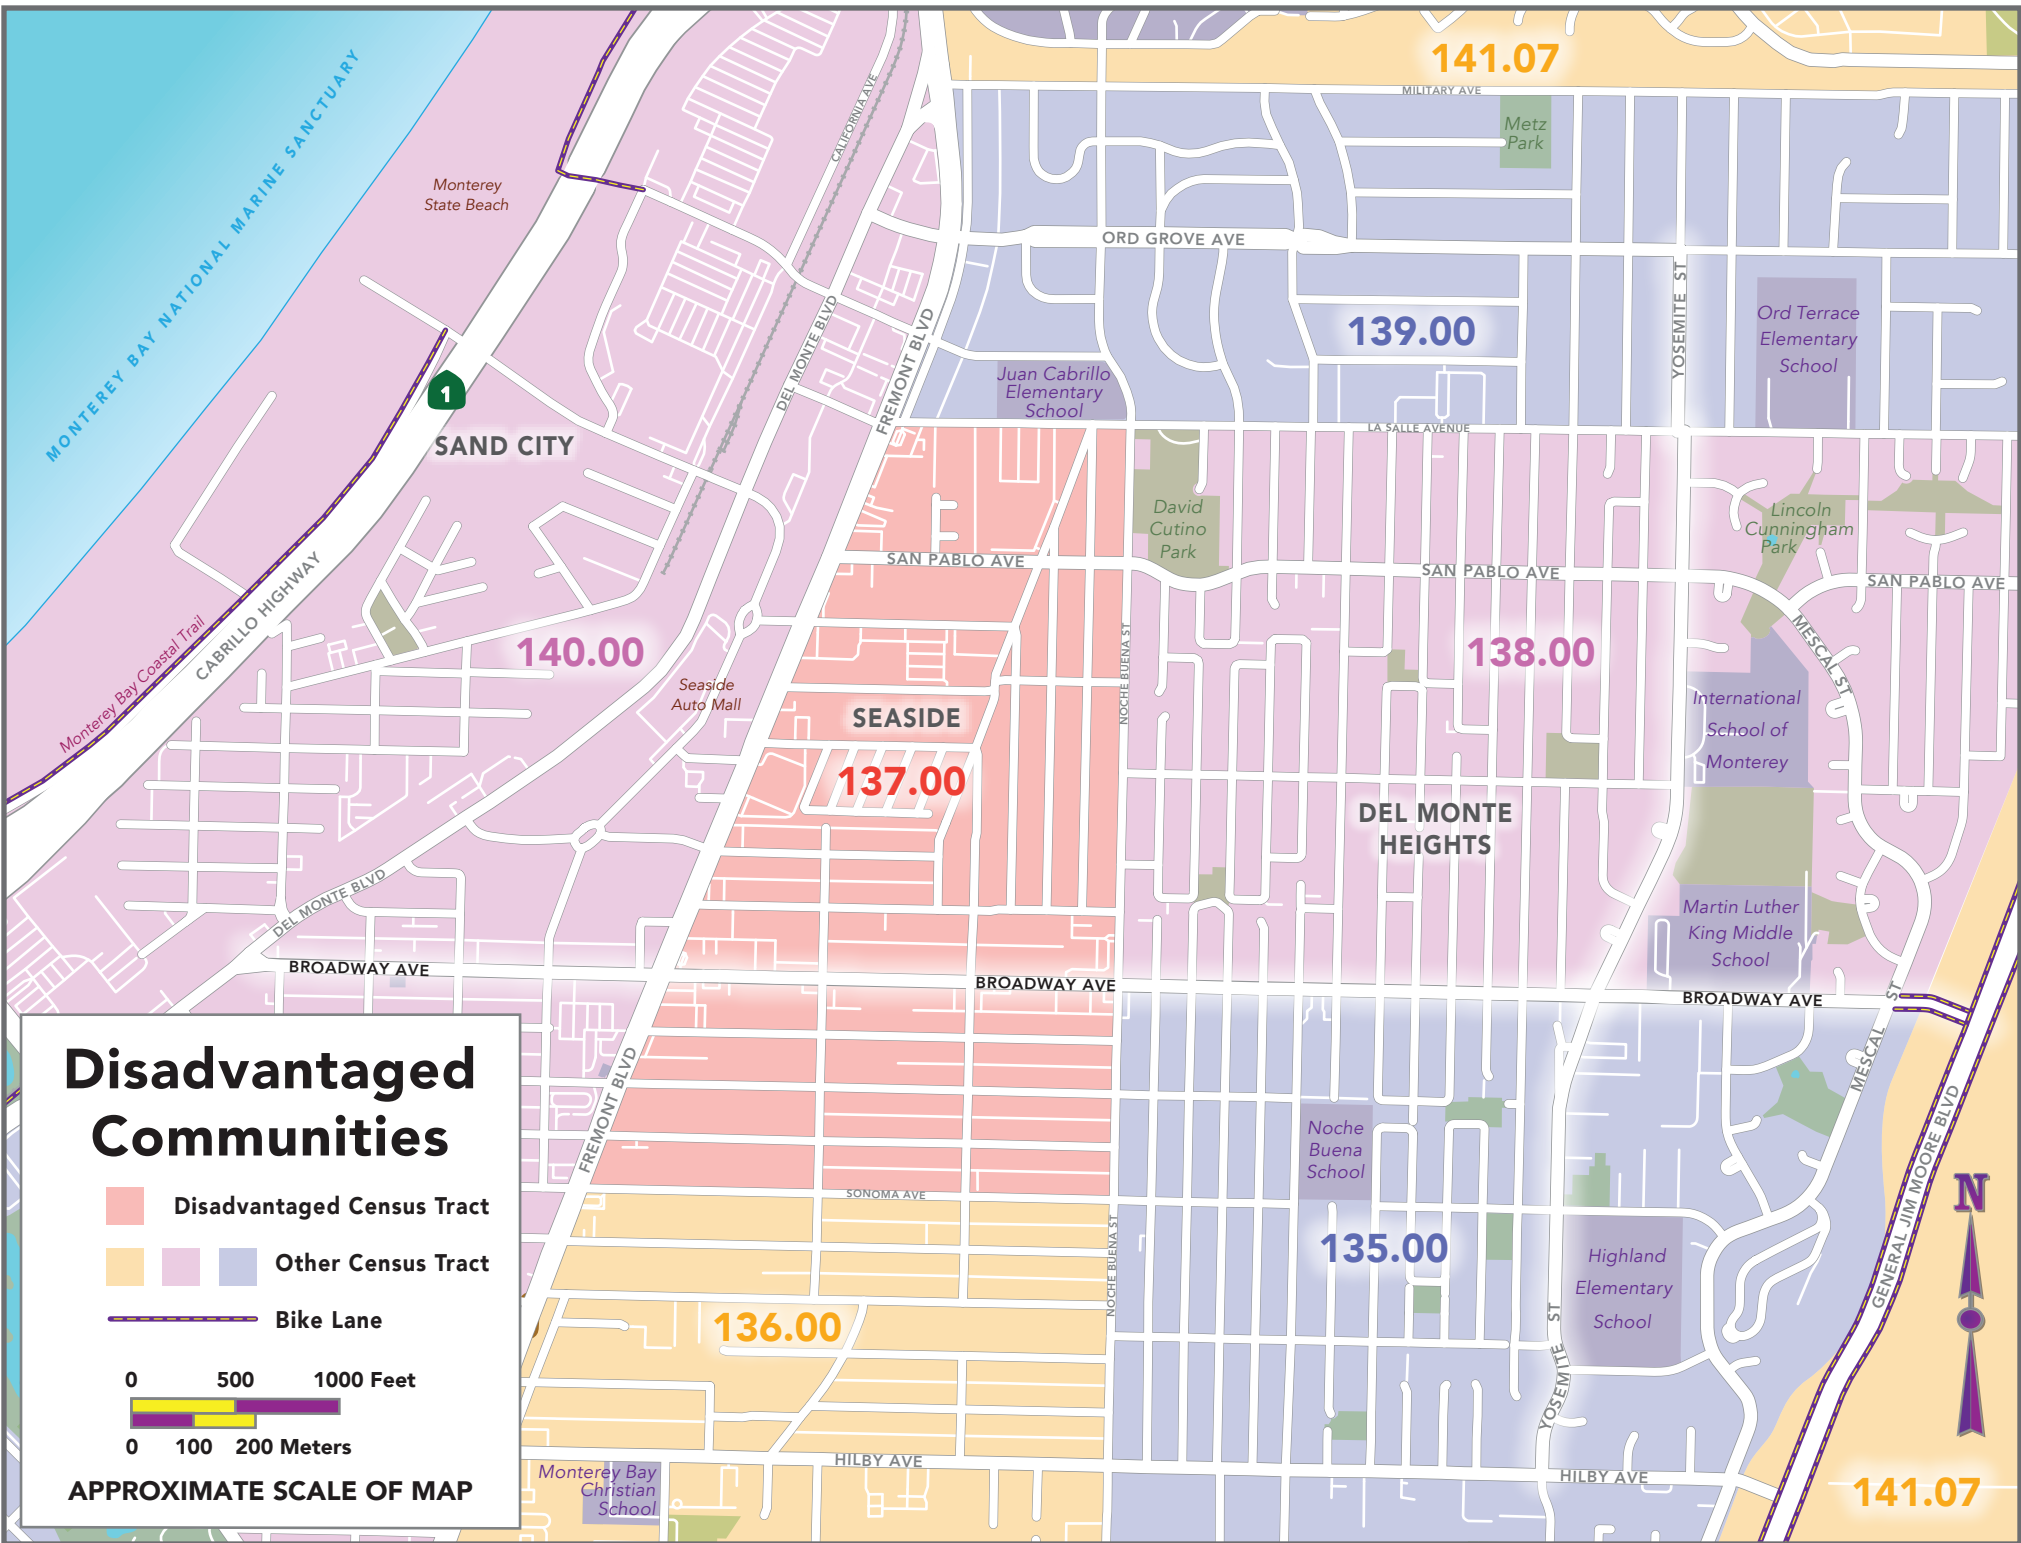 141.07
MILITARY AVE
Metz
Park
MONTEREY BAY NATIONAL MARINE SANCTUARY
CALIFORNIA AVE
Monterey
State Beach
ORD GROVE AVE
YOSEMITE ST
139.00
Ord Terrace
Elementary
School
DEL MONTE BLVD
FREMONT BLVD
Juan Cabrillo
Elementary
School
1
SAND CITY
LA SALLE AVENUE
David
Cutino
Park
Lincoln
Cunningham
Park
SAN PABLO AVE
SAN PABLO AVE
SAN PABLO AVE
CABRILLO HIGHWAY
Monterey Bay Coastal Trail
140.00
138.00
MESCAL ST
NOCHE BUENA ST
Seaside
Auto Mall
SEASIDE
137.00
International
School of
Monterey
DEL MONTE
HEIGHTS
DEL MONTE BLVD
Martin Luther
King Middle
School
BROADWAY AVE
BROADWAY AVE
BROADWAY AVE
MESCAL ST
FREMONT BLVD
Noche
Buena
School
GENERAL JIM MOORE BLVD
SONOMA AVE
NOCHE BUENA ST
135.00
Highland
Elementary
School
N
136.00
YOSEMITE ST
HILBY AVE
HILBY AVE
Monterey Bay
Christian
School
141.07
Disadvantaged
Communities
Disadvantaged Census Tract
Other Census Tract
Bike Lane
0 500 1000 Feet
0 100 200 Meters
APPROXIMATE SCALE OF MAP